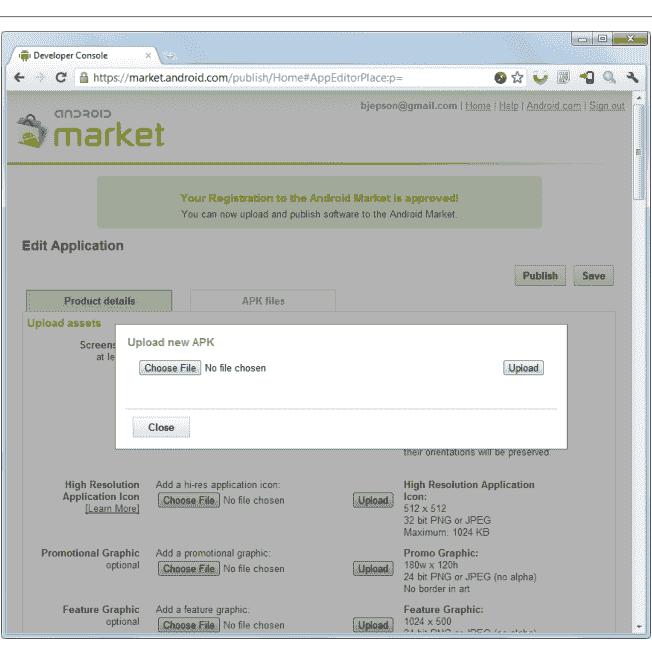 Developer Console
https://market.android.com/publish/Home#AppEditorPlace:p=
bjepson@gmail.com | Home | Help | Android.com | Sign out
android
market
Your Registration to the Android Market is approved!
You can now upload and publish software to the Android Market.
Edit Application
Publish Save
Product details APK files
Upload assets
Screens
at le
Upload new APK
Choose File No file chosen Upload
Close
their orientations will be preserved.
High Resolution
Application Icon
[Learn More]
Add a hi-res application icon:
Choose File No file chosen Upload
High Resolution Application
Icon:
512 x 512
32 bit PNG or JPEG
Maximum: 1024 KB
Promotional Graphic
optional
Add a promotional graphic:
Choose File No file chosen Upload
Promo Graphic:
180w x 120h
24 bit PNG or JPEG (no alpha)
No border in art
Feature Graphic
optional
Add a feature graphic:
Choose File No file chosen Upload
Feature Graphic:
1024 x 500
24 bit PNG or JPEG (no alpha)